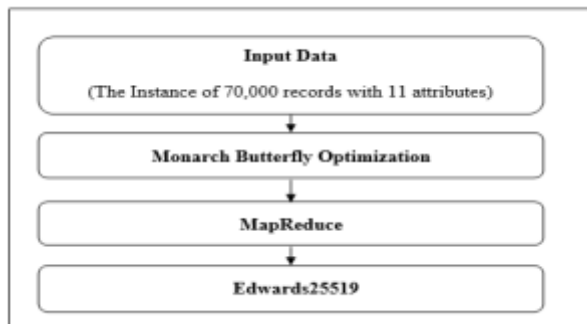 Input Data
(The Instance of 70,000 records with 11 attributes)
Monarch Butterfly Optimization
MapReduce
Edwards25519